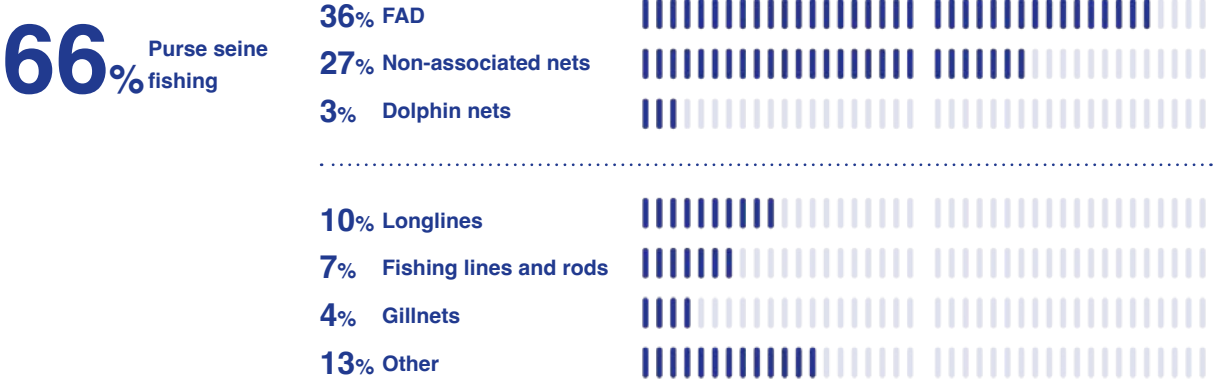 66% Purse seine
fishing
36% FAD
27% Non-associated nets
3% Dolphin nets
10% Longlines
7% Fishing lines and rods
4% Gillnets
13% Other